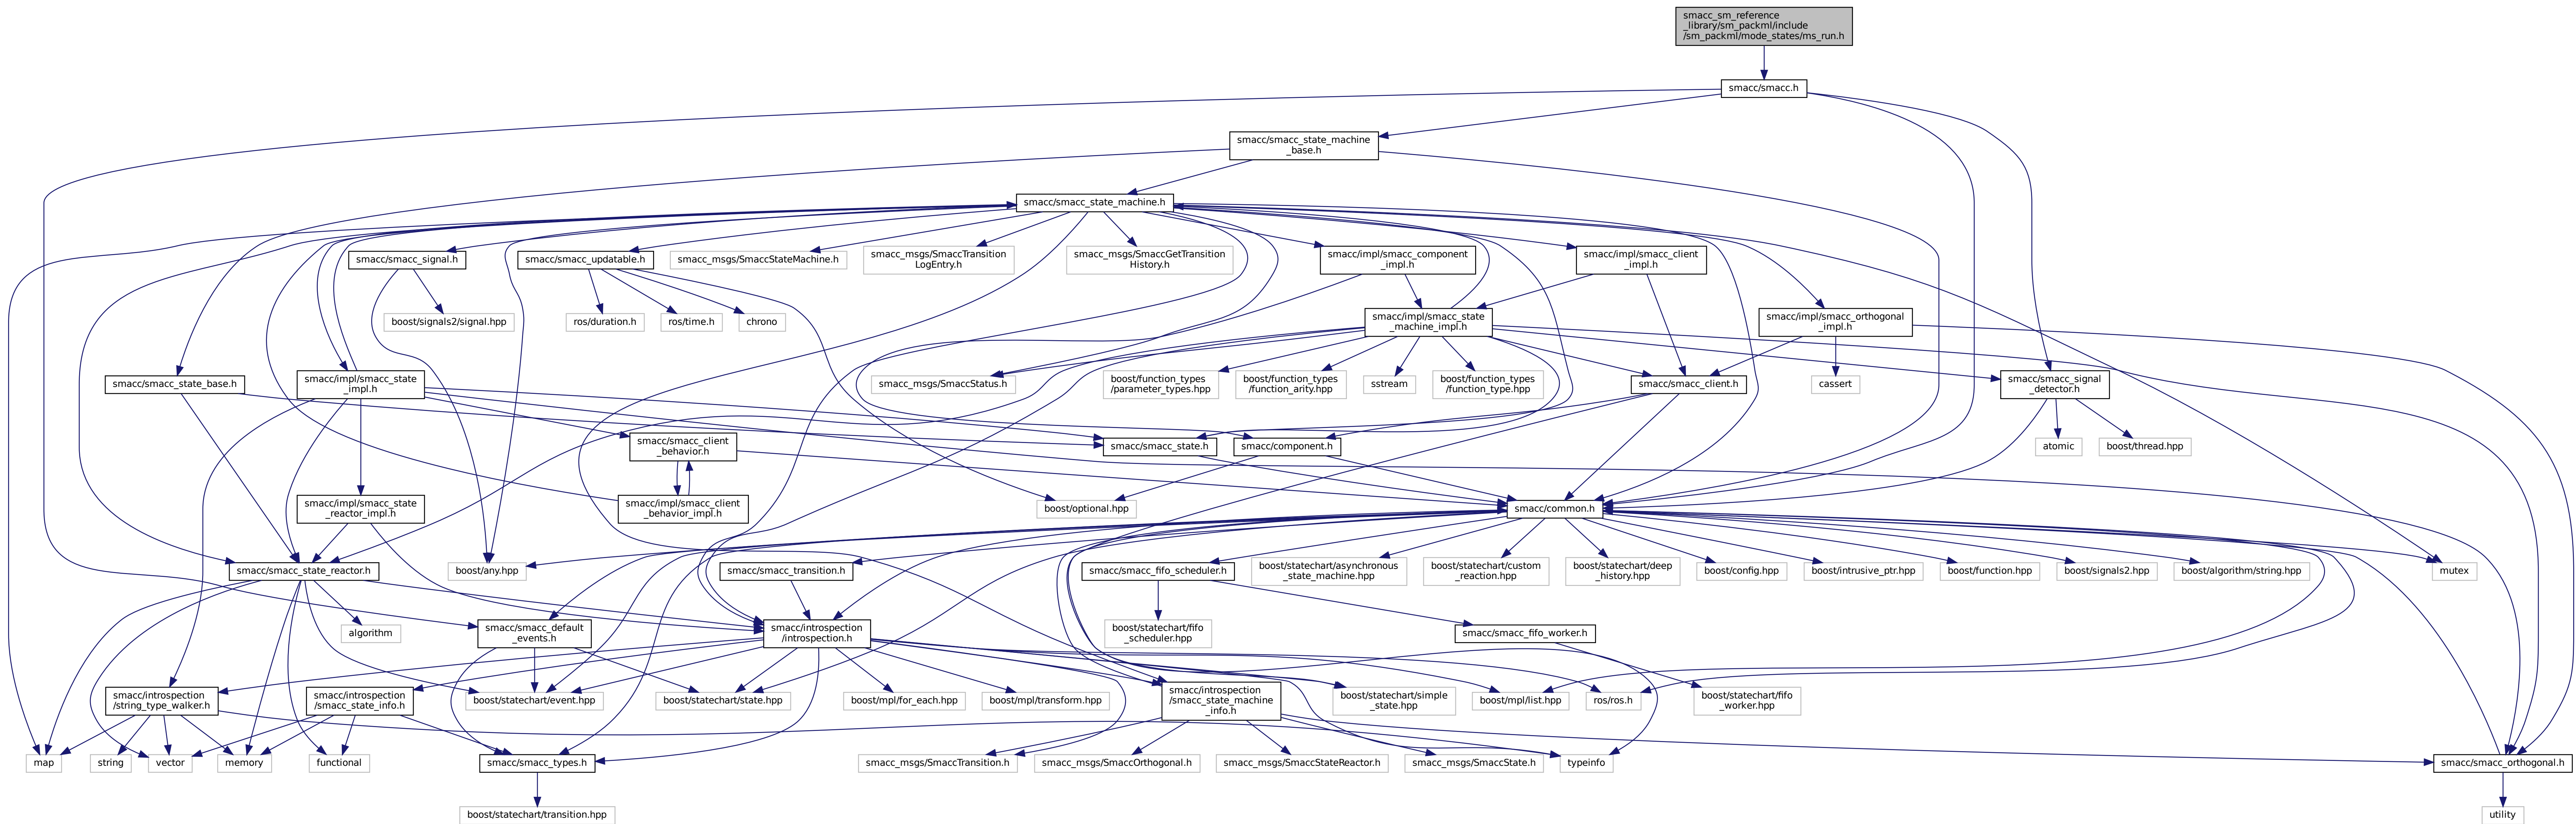 smacc_sm_reference
_library/sm_packml/include
/sm_packml/mode_states/ms_run.h
smacc/smacc.h
smacc/smacc_state_machine
_base.h
smacc/smacc_state_machine.h
smacc/smacc_signal.h
smacc/smacc_updatable.h
smacc_msgs/SmaccStateMachine.h
smacc_msgs/SmaccTransition
LogEntry.h
smacc_msgs/SmaccGetTransition
History.h
smacc/impl/smacc_component
_impl.h
smacc/impl/smacc_client
_impl.h
boost/signals2/signal.hpp
ros/duration.h
ros/time.h
chrono
smacc/impl/smacc_state
_machine_impl.h
smacc/impl/smacc_orthogonal
_impl.h
smacc/smacc_state_base.h
smacc/impl/smacc_state
_impl.h
smacc_msgs/SmaccStatus.h
boost/function_types
/parameter_types.hpp
boost/function_types
/function_arity.hpp
sstream
boost/function_types
/function_type.hpp
smacc/smacc_client.h
cassert
smacc/smacc_signal
_detector.h
smacc/smacc_client
_behavior.h
smacc/smacc_state.h
smacc/component.h
atomic
boost/thread.hpp
smacc/impl/smacc_state
_reactor_impl.h
smacc/impl/smacc_client
_behavior_impl.h
boost/optional.hpp
smacc/common.h
smacc/smacc_state_reactor.h
boost/any.hpp
smacc/smacc_transition.h
smacc/smacc_fifo_scheduler.h
boost/statechart/asynchronous
_state_machine.hpp
boost/statechart/custom
_reaction.hpp
boost/statechart/deep
_history.hpp
boost/config.hpp
boost/intrusive_ptr.hpp
boost/function.hpp
boost/signals2.hpp
boost/algorithm/string.hpp
mutex
algorithm
smacc/smacc_default
_events.h
smacc/introspection
/introspection.h
boost/statechart/fifo
_scheduler.hpp
smacc/smacc_fifo_worker.h
smacc/introspection
/string_type_walker.h
smacc/introspection
/smacc_state_info.h
boost/statechart/event.hpp
boost/statechart/state.hpp
boost/mpl/for_each.hpp
boost/mpl/transform.hpp
smacc/introspection
/smacc_state_machine
_info.h
boost/statechart/simple
_state.hpp
boost/mpl/list.hpp
ros/ros.h
boost/statechart/fifo
_worker.hpp
map
string
vector
memory
functional
smacc/smacc_types.h
smacc_msgs/SmaccTransition.h
smacc_msgs/SmaccOrthogonal.h
smacc_msgs/SmaccStateReactor.h
smacc_msgs/SmaccState.h
typeinfo
smacc/smacc_orthogonal.h
boost/statechart/transition.hpp
utility